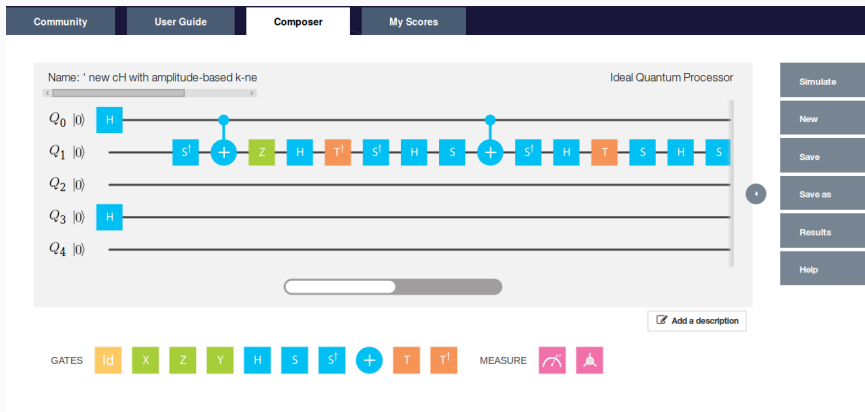 Community User Guide Composer My Scores
Name: ' new cH with amplitude-based k-ne Ideal Quantum Processor
Simulate
New
Save
Save as
Results
Help
Q0 |0⟩ H
Q1 |0⟩ S† + Z H T† S† H S + S† H T S H S
Q2 |0⟩
Q3 |0⟩ H
Q4 |0⟩
Add a description
GATES Id X Z Y H S S† + T T† MEASURE